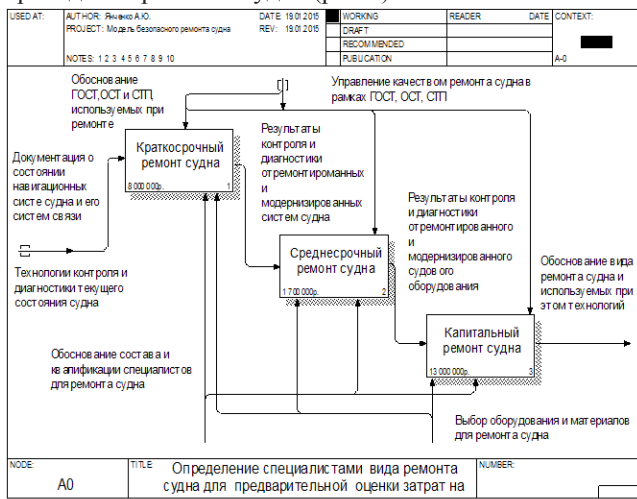 USED AT:
AUTHOR: Янченко А.Ю.
DATE: 19.01.2015
WORKING
READER
DATE
CONTEXT:
PROJECT: Модель безопасного ремонта судна
REV: 19.01.2015
DRAFT
RECOMMENDED
NOTES: 1 2 3 4 5 6 7 8 9 10
PUBLICATION
A-0
Обоснование
ГОСТ, ОСТ и СТП,
используемых при
ремонте
Управление качеством ремонта судна в
рамках ГОСТ, ОСТ, СТП
Краткосрочный
ремонт судна
8 000 000р.
1
Документация о
состоянии
навигационных
систе судна и его
систем связи
Результаты
контроля и
диагностики
отремонтироманных
и
модернизированных
систем судна
Технологии контроля и
диагностики текущего
состояния судна
Среднесрочный
ремонт судна
1 700 000р.
2
Результаты контроля
и диагностики
отремонтированного
и
модернизированного
судового
оборудования
Обоснование вида
ремонта судна и
используемых при
этом технологий
Капитальный
ремонт судна
13 000 000р.
3
Обоснование состава и
квалификации специалистов
для ремонта судна
Выбор оборудования и материалов
для ремонта судна
NODE:
A0
TITLE:
Определение специалистами вида ремонта
судна для предварительной оценки затрат на
NUMBER: